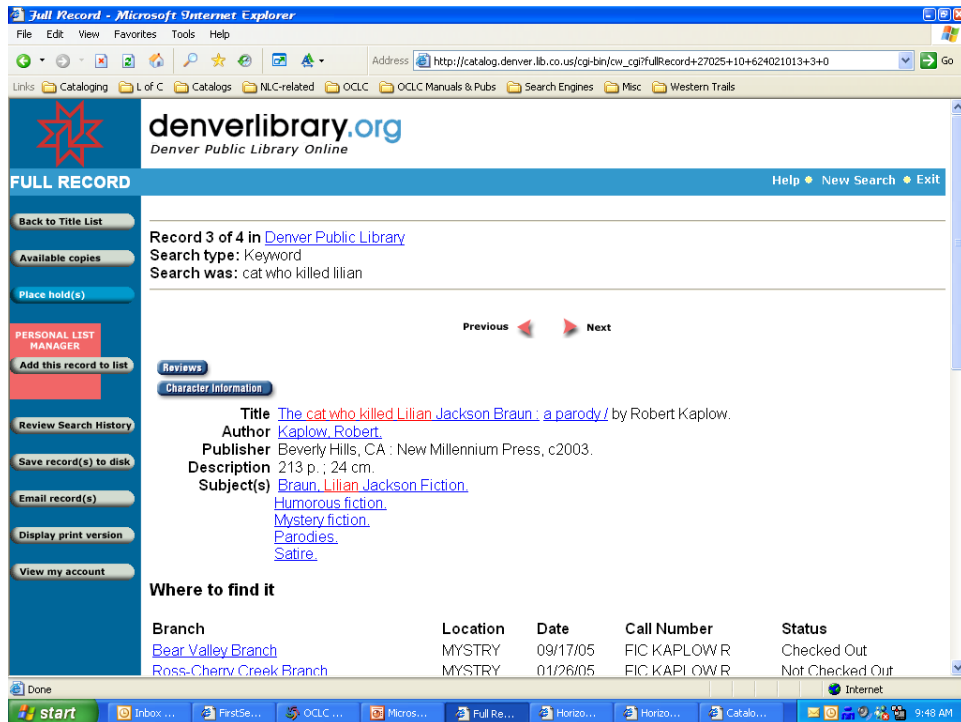 Full Record - Microsoft Internet Explorer
File Edit View Favorites Tools Help
Address http://catalog.denver.lib.co.us/cgi-bin/cw_cgi?fullRecord+27025+10+624021013+3+0 Go
Links Cataloging L of C Catalogs NLC-related OCLC OCLC Manuals & Pubs Search Engines Misc Western Trails
denverlibrary.org
Denver Public Library Online
FULL RECORD
Help New Search Exit
Back to Title List
Available copies
Place hold(s)
PERSONAL LIST
MANAGER
Add this record to list
Review Search History
Save record(s) to disk
Email record(s)
Display print version
View my account
Record 3 of 4 in Denver Public Library
Search type: Keyword
Search was: cat who killed lilian
Previous Next
Reviews
Character Information
Title The cat who killed Lilian Jackson Braun : a parody / by Robert Kaplow.
Author Kaplow, Robert.
Publisher Beverly Hills, CA : New Millennium Press, c2003.
Description 213 p. ; 24 cm.
Subject(s) Braun, Lilian Jackson Fiction.
Humorous fiction.
Mystery fiction.
Parodies.
Satire.
Where to find it
Branch Location Date Call Number Status
Bear Valley Branch MYSTRY 09/17/05 FIC KAPLOW R Checked Out
Ross-Cherry Creek Branch MYSTRY 01/26/05 FIC KAPLOW R Not Checked Out
Done Internet
start Inbox ... FirstSe... OCLC ... Micros... Full Re... Horizo... Horizo... Catalo... 9:48 AM